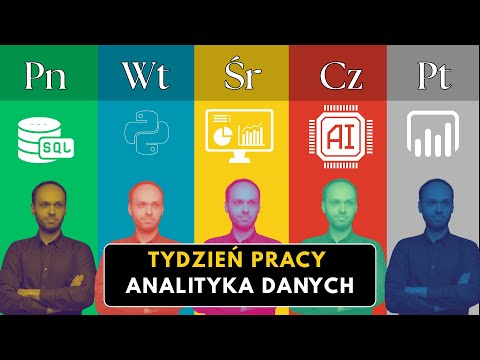 Pn Wt Śr Cz Pt
SQL
AI
TYDZIEŃ PRACY
ANALITYKA DANYCH